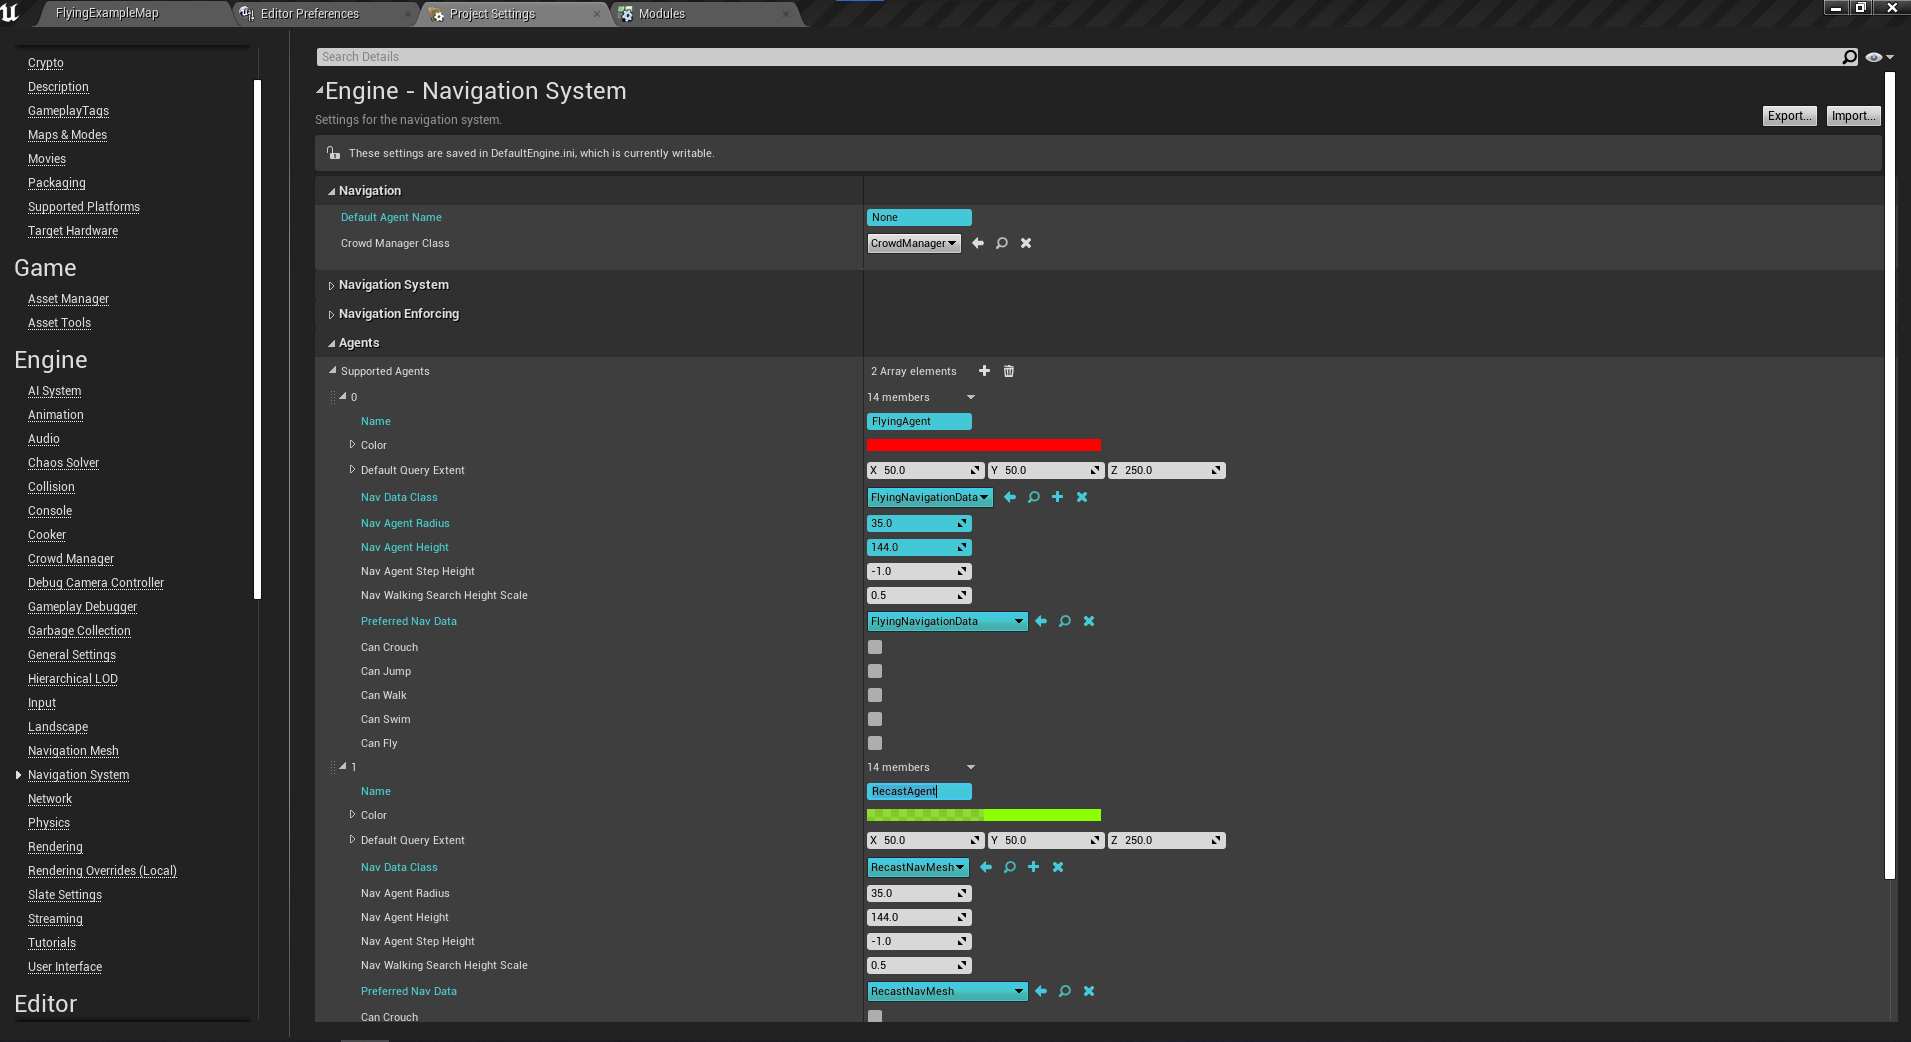 FlyingExampleMap
Editor Preferences
Project Settings
Modules
Crypto
Description
GameplayTags
Maps & Modes
Movies
Packaging
Supported Platforms
Target Hardware
Game
Asset Manager
Asset Tools
Engine
AI System
Animation
Audio
Chaos Solver
Collision
Console
Cooker
Crowd Manager
Debug Camera Controller
Gameplay Debugger
Garbage Collection
General Settings
Hierarchical LOD
Input
Landscape
Navigation Mesh
Navigation System
Network
Physics
Rendering
Rendering Overrides (Local)
Slate Settings
Streaming
Tutorials
User Interface
Editor
Search Details
Engine - Navigation System
Settings for the navigation system.
Export...
Import...
These settings are saved in DefaultEngine.ini, which is currently writable.
Navigation
Default Agent Name None
Crowd Manager Class CrowdManager
Navigation System
Navigation Enforcing
Agents
Supported Agents 2 Array elements
0 14 members
Name FlyingAgent
Color
Default Query Extent X 50.0 Y 50.0 Z 250.0
Nav Data Class FlyingNavigationData
Nav Agent Radius 35.0
Nav Agent Height 144.0
Nav Agent Step Height -1.0
Nav Walking Search Height Scale 0.5
Preferred Nav Data FlyingNavigationData
Can Crouch
Can Jump
Can Walk
Can Swim
Can Fly
1 14 members
Name RecastAgent
Color
Default Query Extent X 50.0 Y 50.0 Z 250.0
Nav Data Class RecastNavMesh
Nav Agent Radius 35.0
Nav Agent Height 144.0
Nav Agent Step Height -1.0
Nav Walking Search Height Scale 0.5
Preferred Nav Data RecastNavMesh
Can Crouch